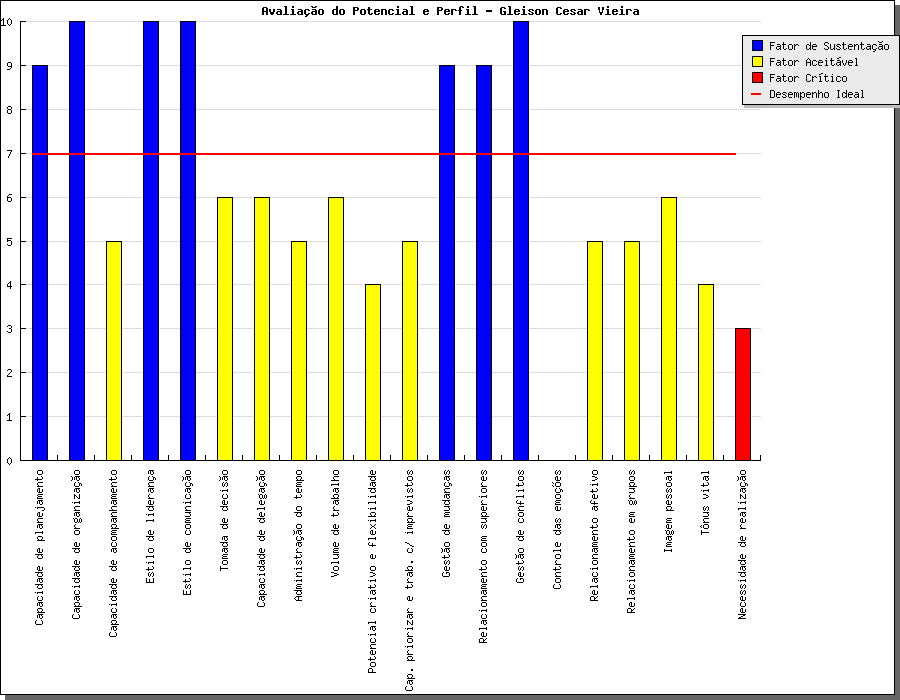 Avaliação do Potencial e Perfil - Gleison Cesar Vieira
Fator de Sustentação
Fator Aceitável
Fator Crítico
Desempenho Ideal
10
9
8
7
6
5
4
3
2
1
0
Capacidade de planejamento
Capacidade de organização
Capacidade de acompanhamento
Estilo de liderança
Estilo de comunicação
Tomada de decisão
Capacidade de delegação
Administração do tempo
Volume de trabalho
Potencial criativo e flexibilidade
Cap. priorizar e trab. c/ imprevistos
Gestão de mudanças
Relacionamento com superiores
Gestão de conflitos
Controle das emoções
Relacionamento afetivo
Relacionamento em grupos
Imagem pessoal
Tônus vital
Necessidade de realização